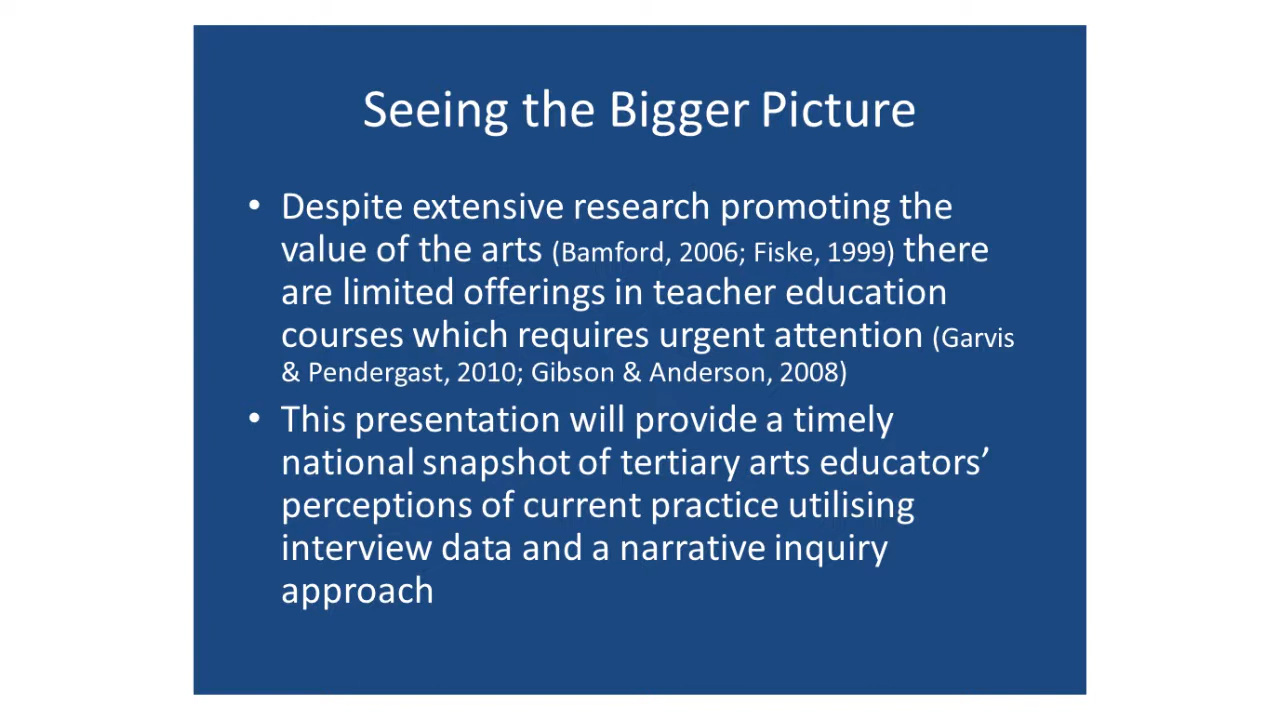 Seeing the Bigger Picture
• Despite extensive research promoting the
value of the arts (Bamford, 2006; Fiske, 1999) there
are limited offerings in teacher education
courses which requires urgent attention (Garvis
& Pendergast, 2010; Gibson & Anderson, 2008)
• This presentation will provide a timely
national snapshot of tertiary arts educators’
perceptions of current practice utilising
interview data and a narrative inquiry
approach